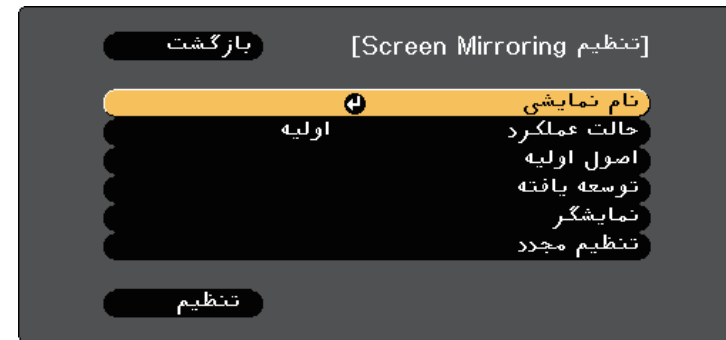 [تنظیم Screen Mirroring] بازگشت
نام نمایشی
حالت عملکرد اولیه
اصول اولیه
توسعه یافته
نمایشگر
تنظیم مجدد
تنظیم